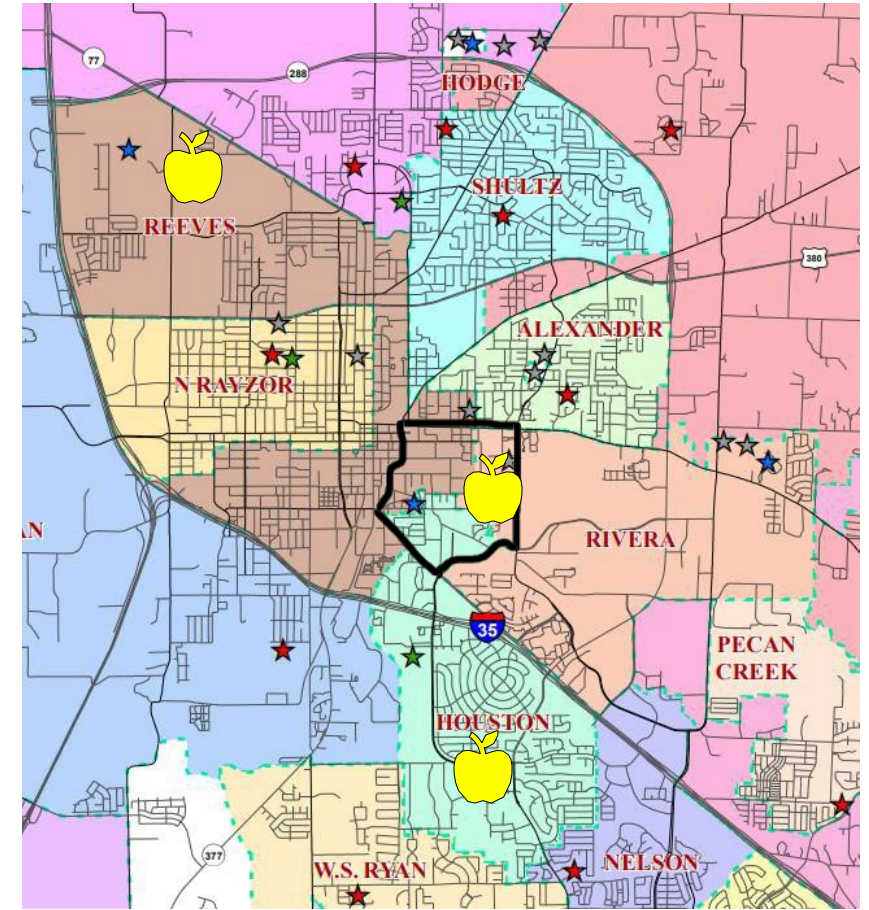 77
288
HODGE
SHULTZ
REEVES
380
ALEXANDER
N RAYZOR
AN
RIVERA
35
PECAN
CREEK
HOUSTON
377
W.S. RYAN
NELSON